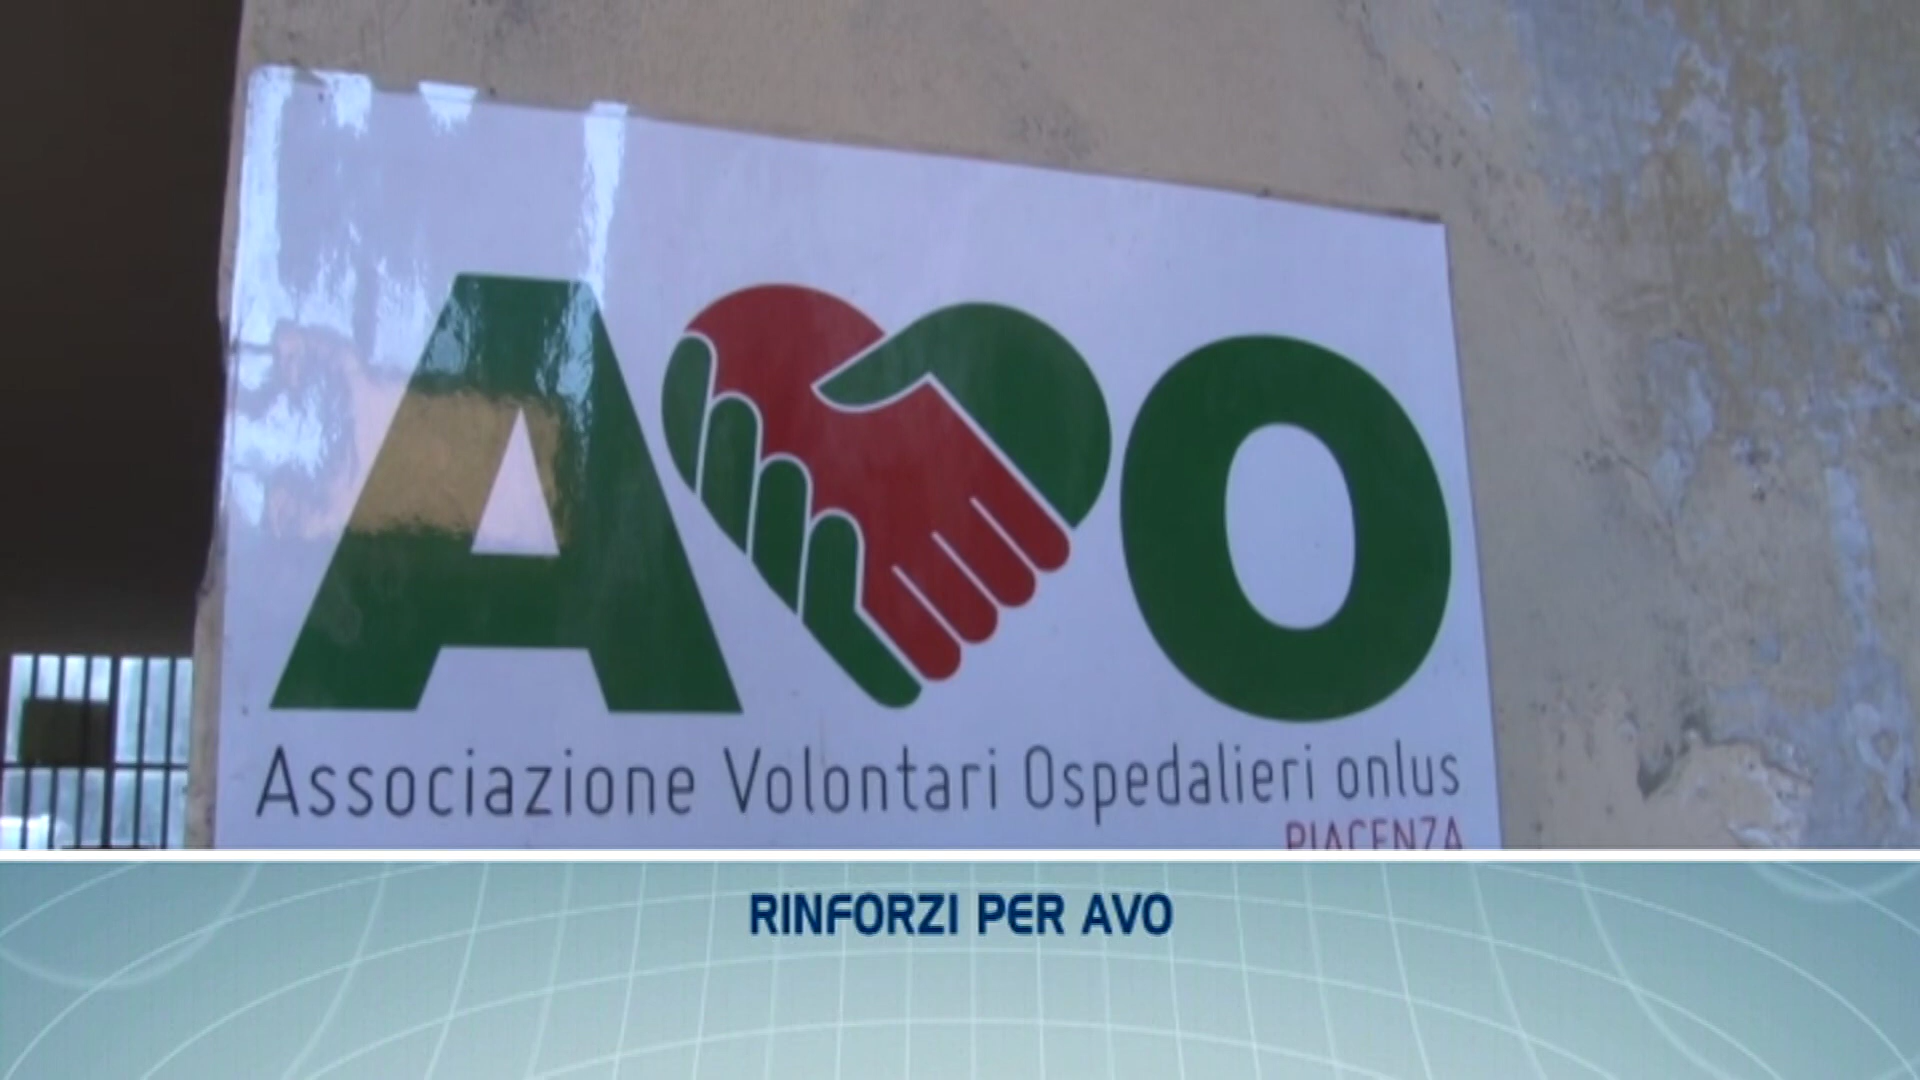 AVO
Associazione Volontari Ospedalieri onlus
PIACENZA
RINFORZI PER AVO